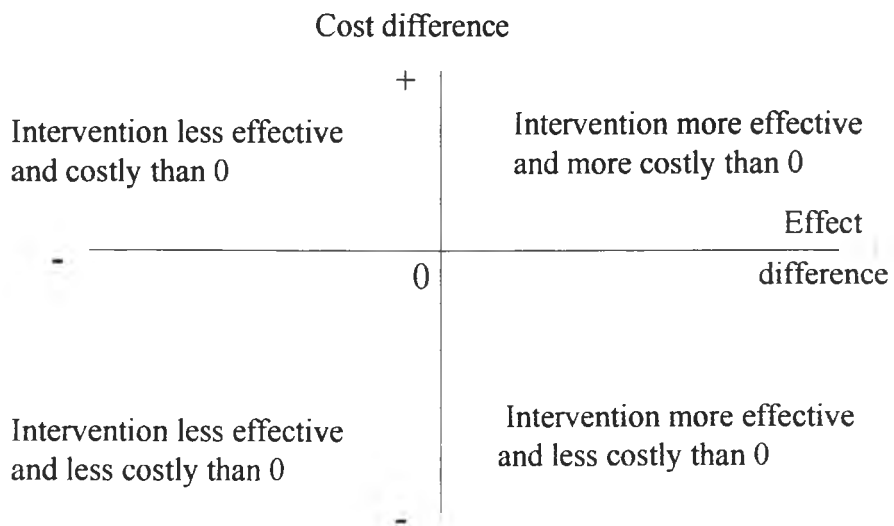 Cost difference
+
Intervention less effective
and costly than 0
Intervention more effective
and more costly than 0
Effect
-
0
difference
Intervention less effective
and less costly than 0
Intervention more effective
and less costly than 0
-